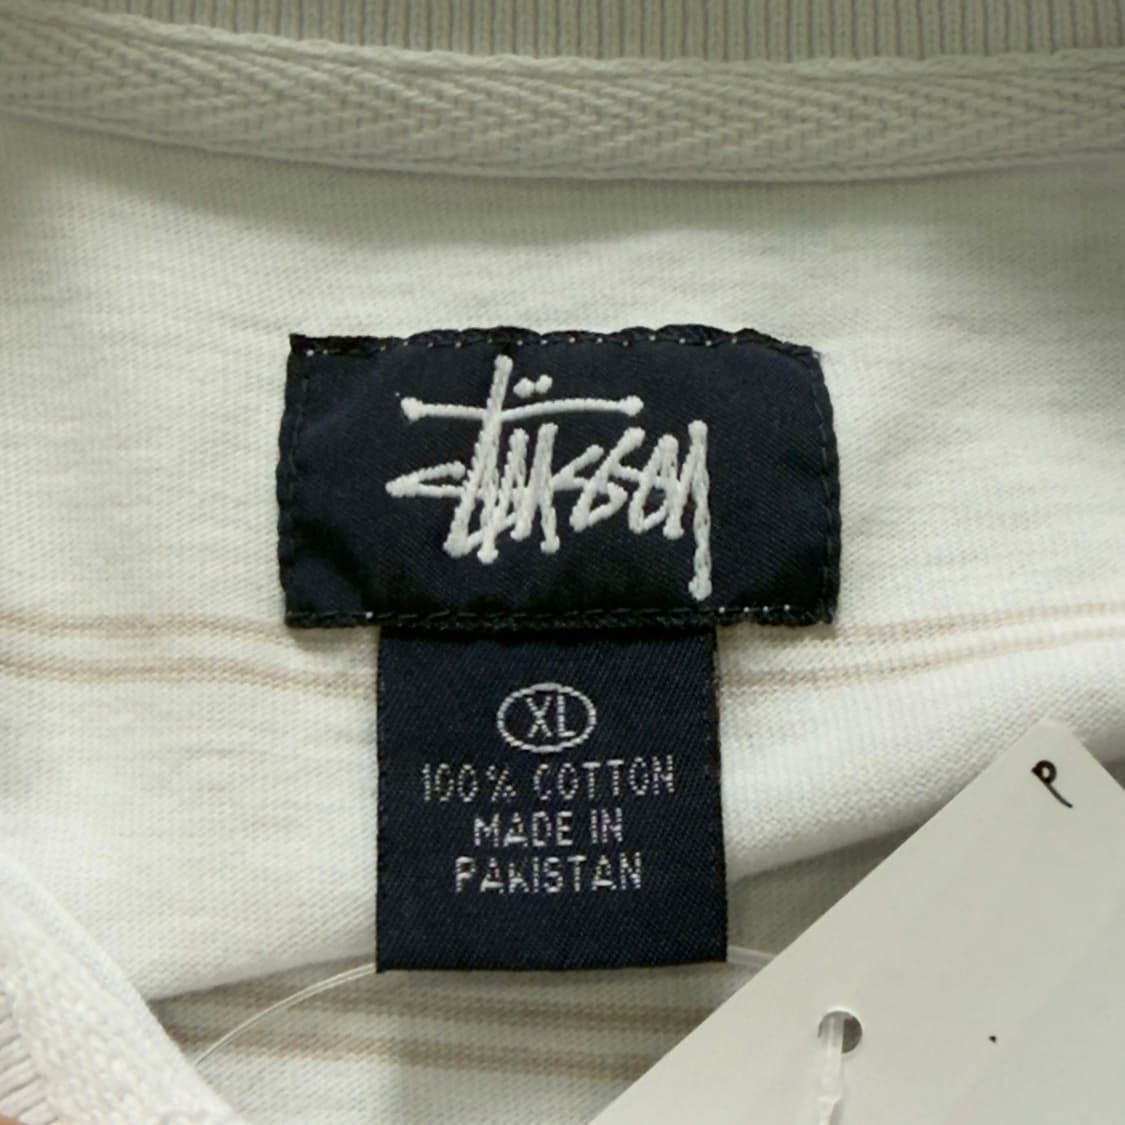 Stüssy
XL
100% COTTON
MADE IN
PAKISTAN
P